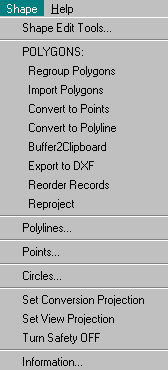 Shape Help
Shape Edit Tools...
POLYGONS:
Regroup Polygons
Import Polygons
Convert to Points
Convert to Polyline
Buffer2Clipboard
Export to DXF
Reorder Records
Reproject
Polylines...
Points...
Circles...
Set Conversion Projection
Set View Projection
Turn Safety OFF
Information...